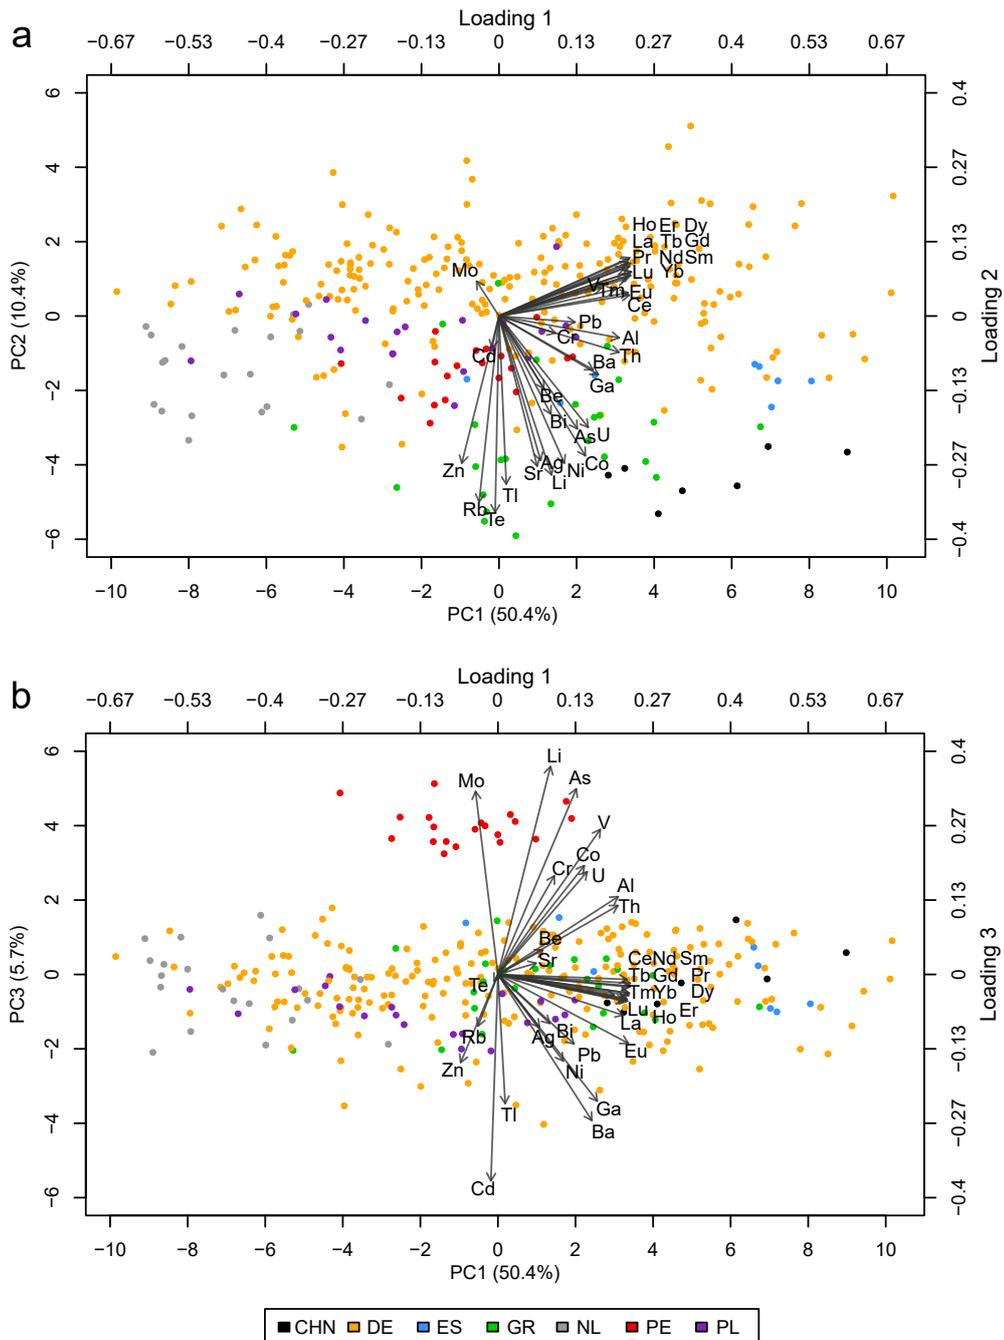 a
Loading 1
−0.67 −0.53 −0.4 −0.27 −0.13 0 0.13 0.27 0.4 0.53 0.67
6 0.4
4 0.27
Ho Er Dy
2 La Tb Gd 0.13
Pr Nd Sm
Mo Lu Yb
V Tm Eu
Ce
0 Pb 0
Cr Al
Cd Th
Ba
Ga
−2 Be −0.13
Bi
As U
−4 Zn Sr Ag Ni Co −0.27
Li
Tl
Rb
Te
−6 −0.4
PC2 (10.4%)
Loading 2
−10 −8 −6 −4 −2 0 2 4 6 8 10
PC1 (50.4%)
b
Loading 1
−0.67 −0.53 −0.4 −0.27 −0.13 0 0.13 0.27 0.4 0.53 0.67
6 Li 0.4
Mo As
4 V 0.27
Co
Cr U
Al
2 Th 0.13
Be
Sr Ce Nd Sm
0 Tb Gd Pr 0
Te Tm Yb Dy
Lu Er
La Ho
Rb Ag Bi
−2 Pb Eu −0.13
Zn Ni
Ga
−4 Tl −0.27
Ba
Cd
−6 −0.4
PC3 (5.7%)
Loading 3
−10 −8 −6 −4 −2 0 2 4 6 8 10
PC1 (50.4%)
CHN DE ES GR NL PE PL